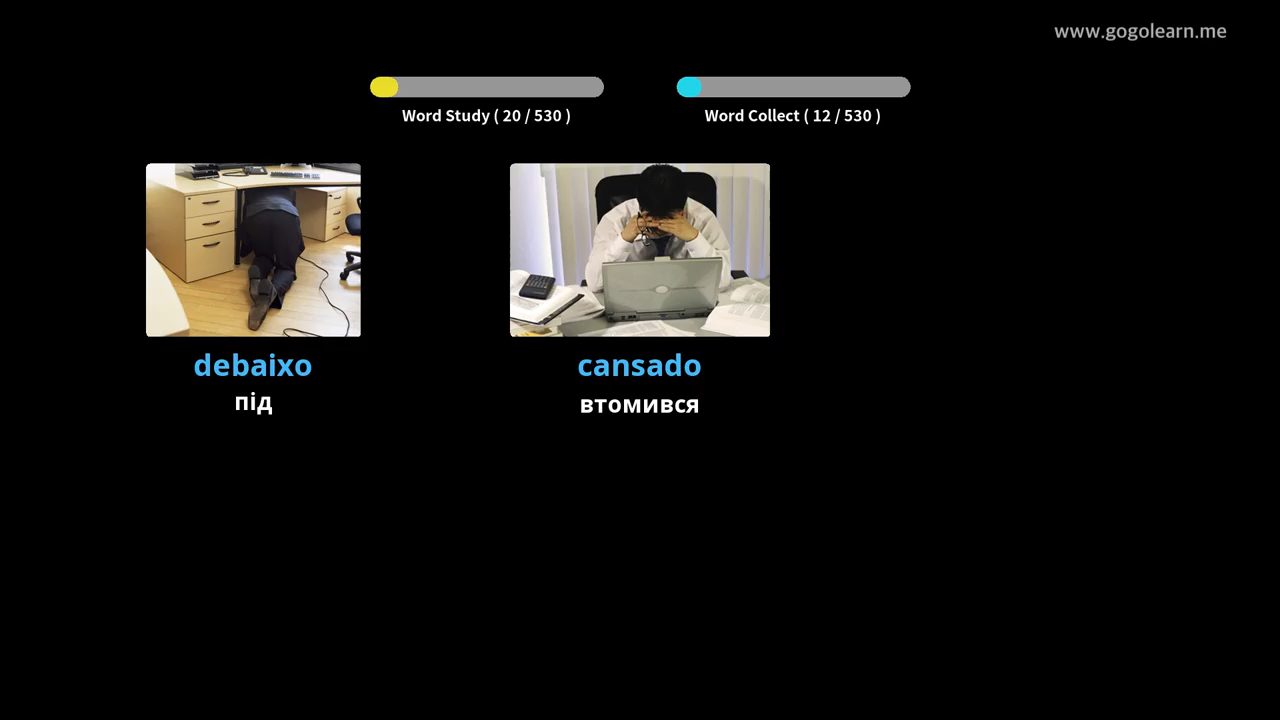 www.gogolearn.me
Word Study ( 20 / 530 )
Word Collect ( 12 / 530 )
debaixo
під
cansado
втомився